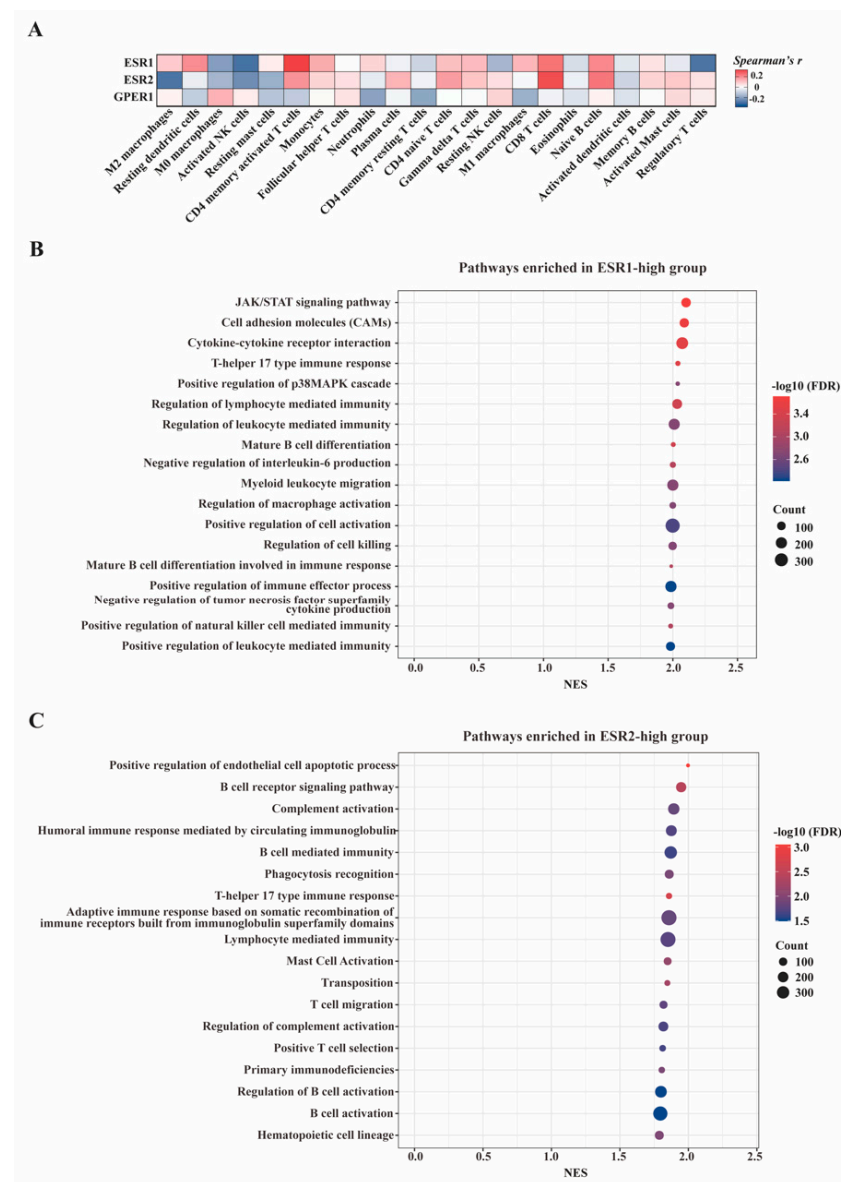 A
ESR1
ESR2
GPER1
Spearman's r
0.2
0
-0.2
M2 macrophages
Resting dendritic cells
M0 macrophages
Activated NK cells
Resting mast cells
CD4 memory activated T cells
Monocytes
Follicular helper T cells
Neutrophils
Plasma cells
CD4 memory resting T cells
CD4 naive T cells
Gamma delta T cells
Resting NK cells
M1 macrophages
CD8 T cells
Eosinophils
Naive B cells
Activated dendritic cells
Memory B cells
Activated Mast cells
Regulatory T cells
B
Pathways enriched in ESR1-high group
JAK/STAT signaling pathway
Cell adhesion molecules (CAMs)
Cytokine-cytokine receptor interaction
T-helper 17 type immune response
Positive regulation of p38MAPK cascade
Regulation of lymphocyte mediated immunity
Regulation of leukocyte mediated immunity
Mature B cell differentiation
Negative regulation of interleukin-6 production
Myeloid leukocyte migration
Regulation of macrophage activation
Positive regulation of cell activation
Regulation of cell killing
Mature B cell differentiation involved in immune response
Positive regulation of immune effector process
Negative regulation of tumor necrosis factor superfamily
cytokine production
Positive regulation of natural killer cell mediated immunity
Positive regulation of leukocyte mediated immunity
0.0 0.5 1.0 1.5 2.0 2.5
NES
-log10 (FDR)
3.4
3.0
2.6
Count
100
200
300
C
Pathways enriched in ESR2-high group
Positive regulation of endothelial cell apoptotic process
B cell receptor signaling pathway
Complement activation
Humoral immune response mediated by circulating immunoglobulin
B cell mediated immunity
Phagocytosis recognition
T-helper 17 type immune response
Adaptive immune response based on somatic recombination of
immune receptors built from immunoglobulin superfamily domains
Lymphocyte mediated immunity
Mast Cell Activation
Transposition
T cell migration
Regulation of complement activation
Positive T cell selection
Primary immunodeficiencies
Regulation of B cell activation
B cell activation
Hematopoietic cell lineage
0.0 0.5 1.0 1.5 2.0 2.5
NES
-log10 (FDR)
3.0
2.5
2.0
1.5
Count
100
200
300